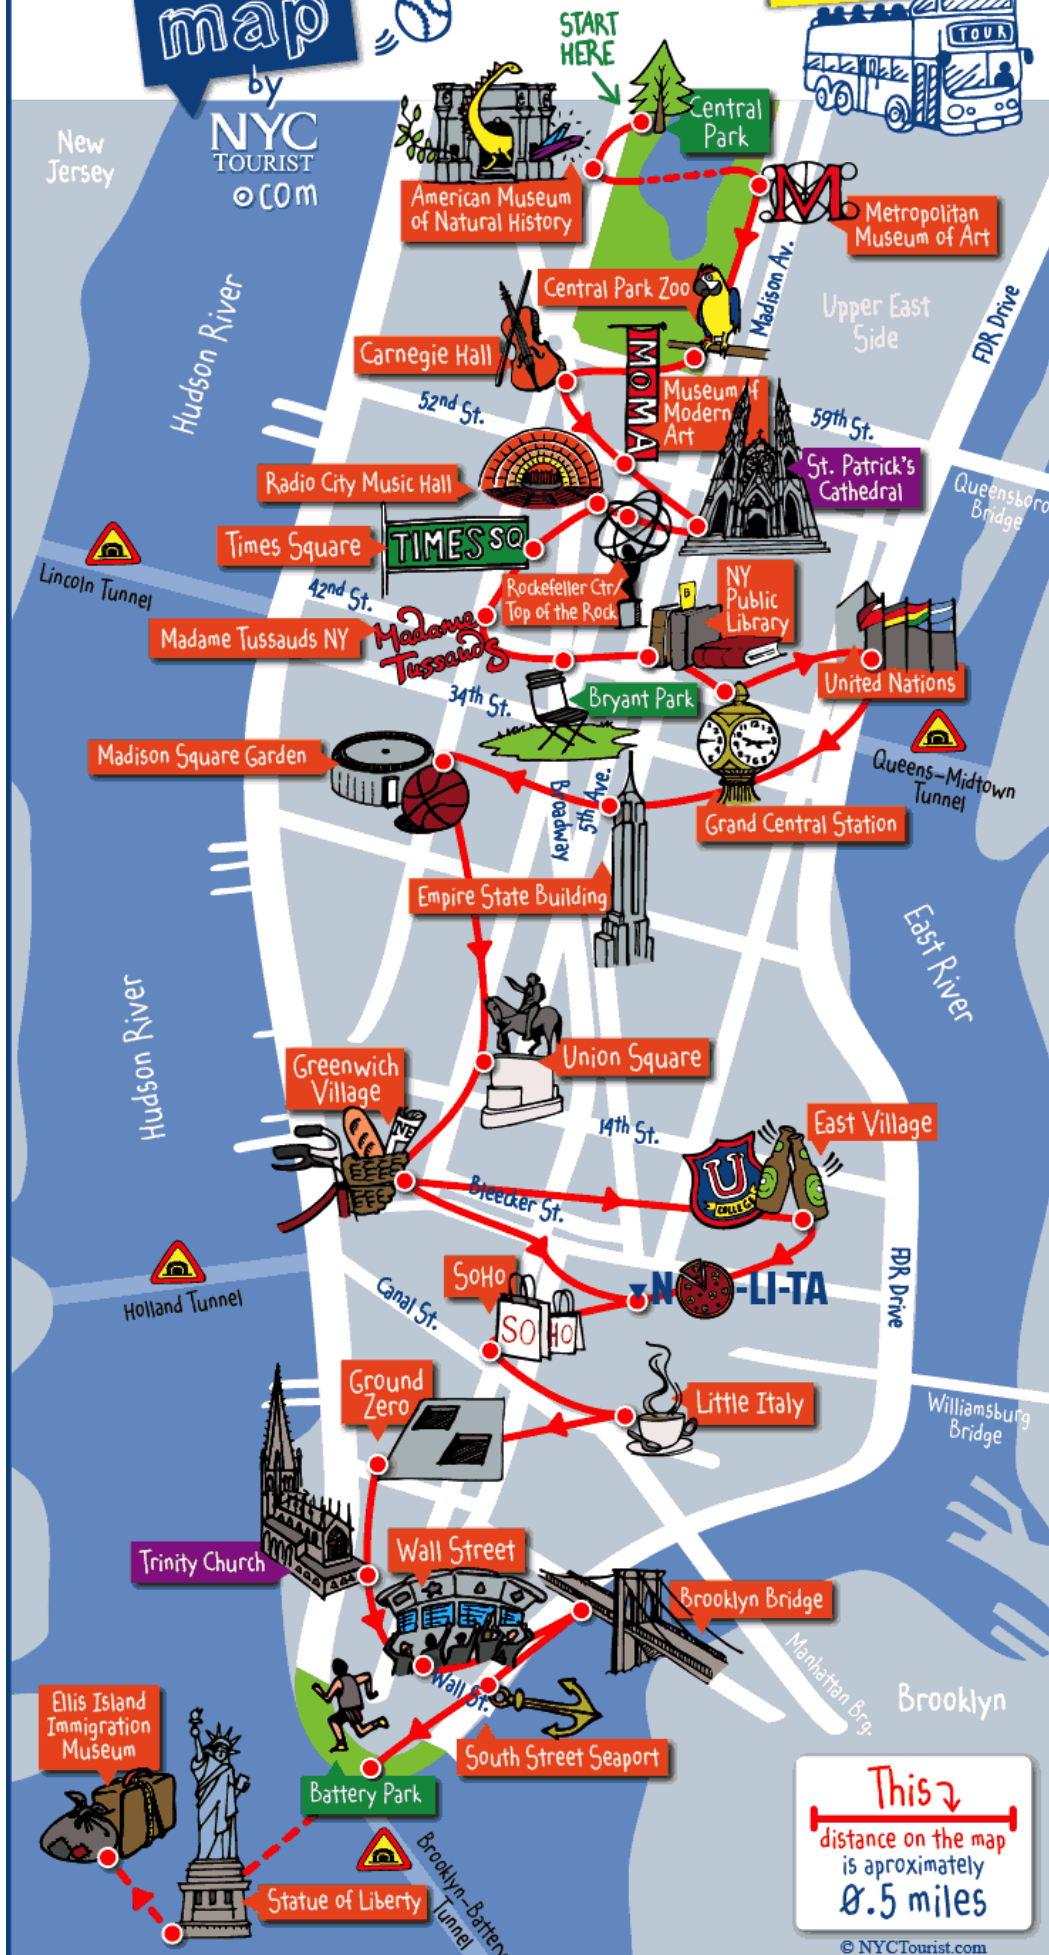 map
by
NYC
TOURIST
.com
START
HERE
TOUR
New
Jersey
Central
Park
American Museum
of Natural History
M
Metropolitan
Museum of Art
Madison Av.
Central Park Zoo
Upper East
Side
FDR Drive
Hudson River
Carnegie Hall
MOMA
Museum of
Modern
Art
52nd St.
59th St.
St. Patrick's
Cathedral
Radio City Music Hall
Queensboro
Bridge
Times Square
TIMES SQ
Lincoln Tunnel
42nd St.
Rockefeller Ctr/
Top of the Rock
NY
Public
Library
B
Madame Tussauds NY
Madame
Tussauds
United Nations
34th St.
Bryant Park
Madison Square Garden
Queens-Midtown
Tunnel
Broadway
5th Ave.
Grand Central Station
Empire State Building
East River
Hudson River
Union Square
Greenwich
Village
NE
14th St.
East Village
U
COLLEGE
Bleecker St.
FDR Drive
SoHo
SO
HO
NO-LI-TA
Holland Tunnel
Canal St.
Ground
Zero
Little Italy
Williamsburg
Bridge
Trinity Church
Wall Street
Brooklyn Bridge
Wall St.
Manhattan Brg.
Brooklyn
Ellis Island
Immigration
Museum
South Street Seaport
Battery Park
Brooklyn-Battery
Tunnel
Statue of Liberty
This
distance on the map
is aproximately
0.5 miles
© NYCTourist.com